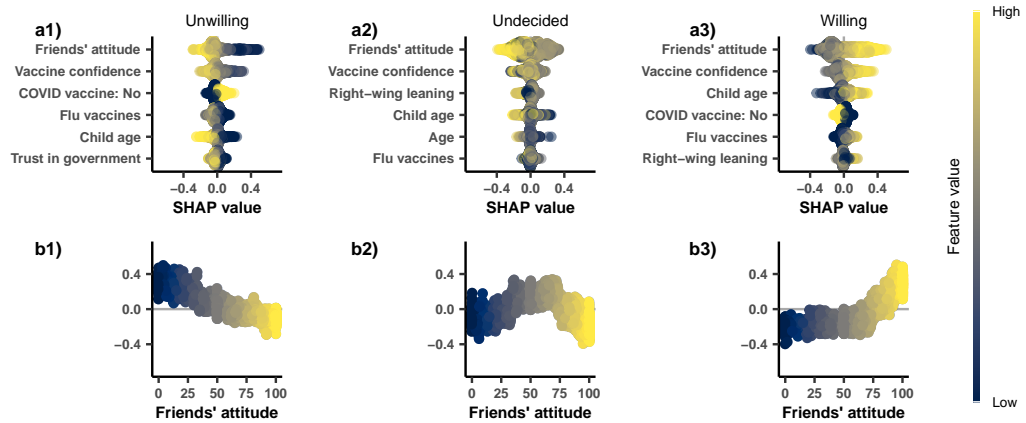 Unwilling
Undecided
Willing
High
a1)
a2)
a3)
Friends' attitude
Vaccine confidence
COVID vaccine: No
Flu vaccines
Child age
Trust in government
−0.4 0.0 0.4
SHAP value
Friends' attitude
Vaccine confidence
Right−wing leaning
Child age
Age
Flu vaccines
−0.4 0.0 0.4
SHAP value
Friends' attitude
Vaccine confidence
Child age
COVID vaccine: No
Flu vaccines
Right−wing leaning
−0.4 0.0 0.4
SHAP value
Feature value
b1)
0.4
0.0
−0.4
0 25 50 75 100
Friends' attitude
b2)
0.4
0.0
−0.4
0 25 50 75 100
Friends' attitude
b3)
0.4
0.0
−0.4
0 25 50 75 100
Friends' attitude
Low